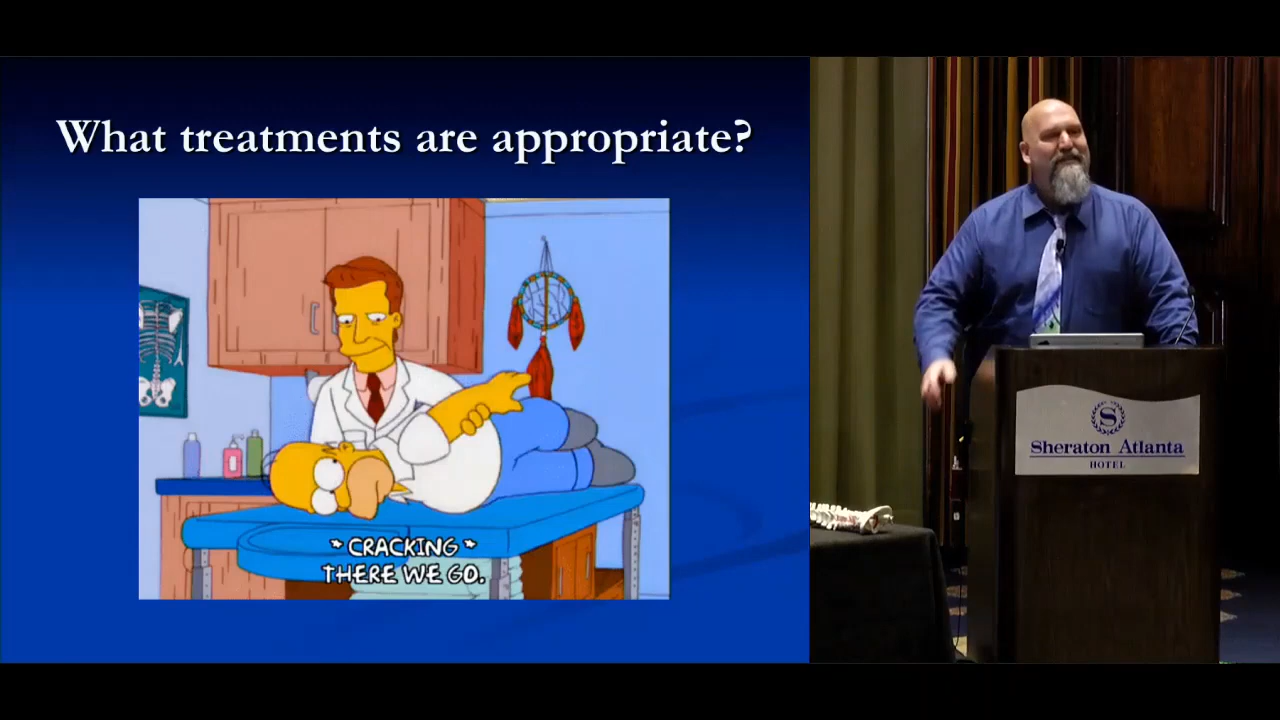 What treatments are appropriate?
* CRACKING *
THERE WE GO.
S
Sheraton Atlanta
HOTEL